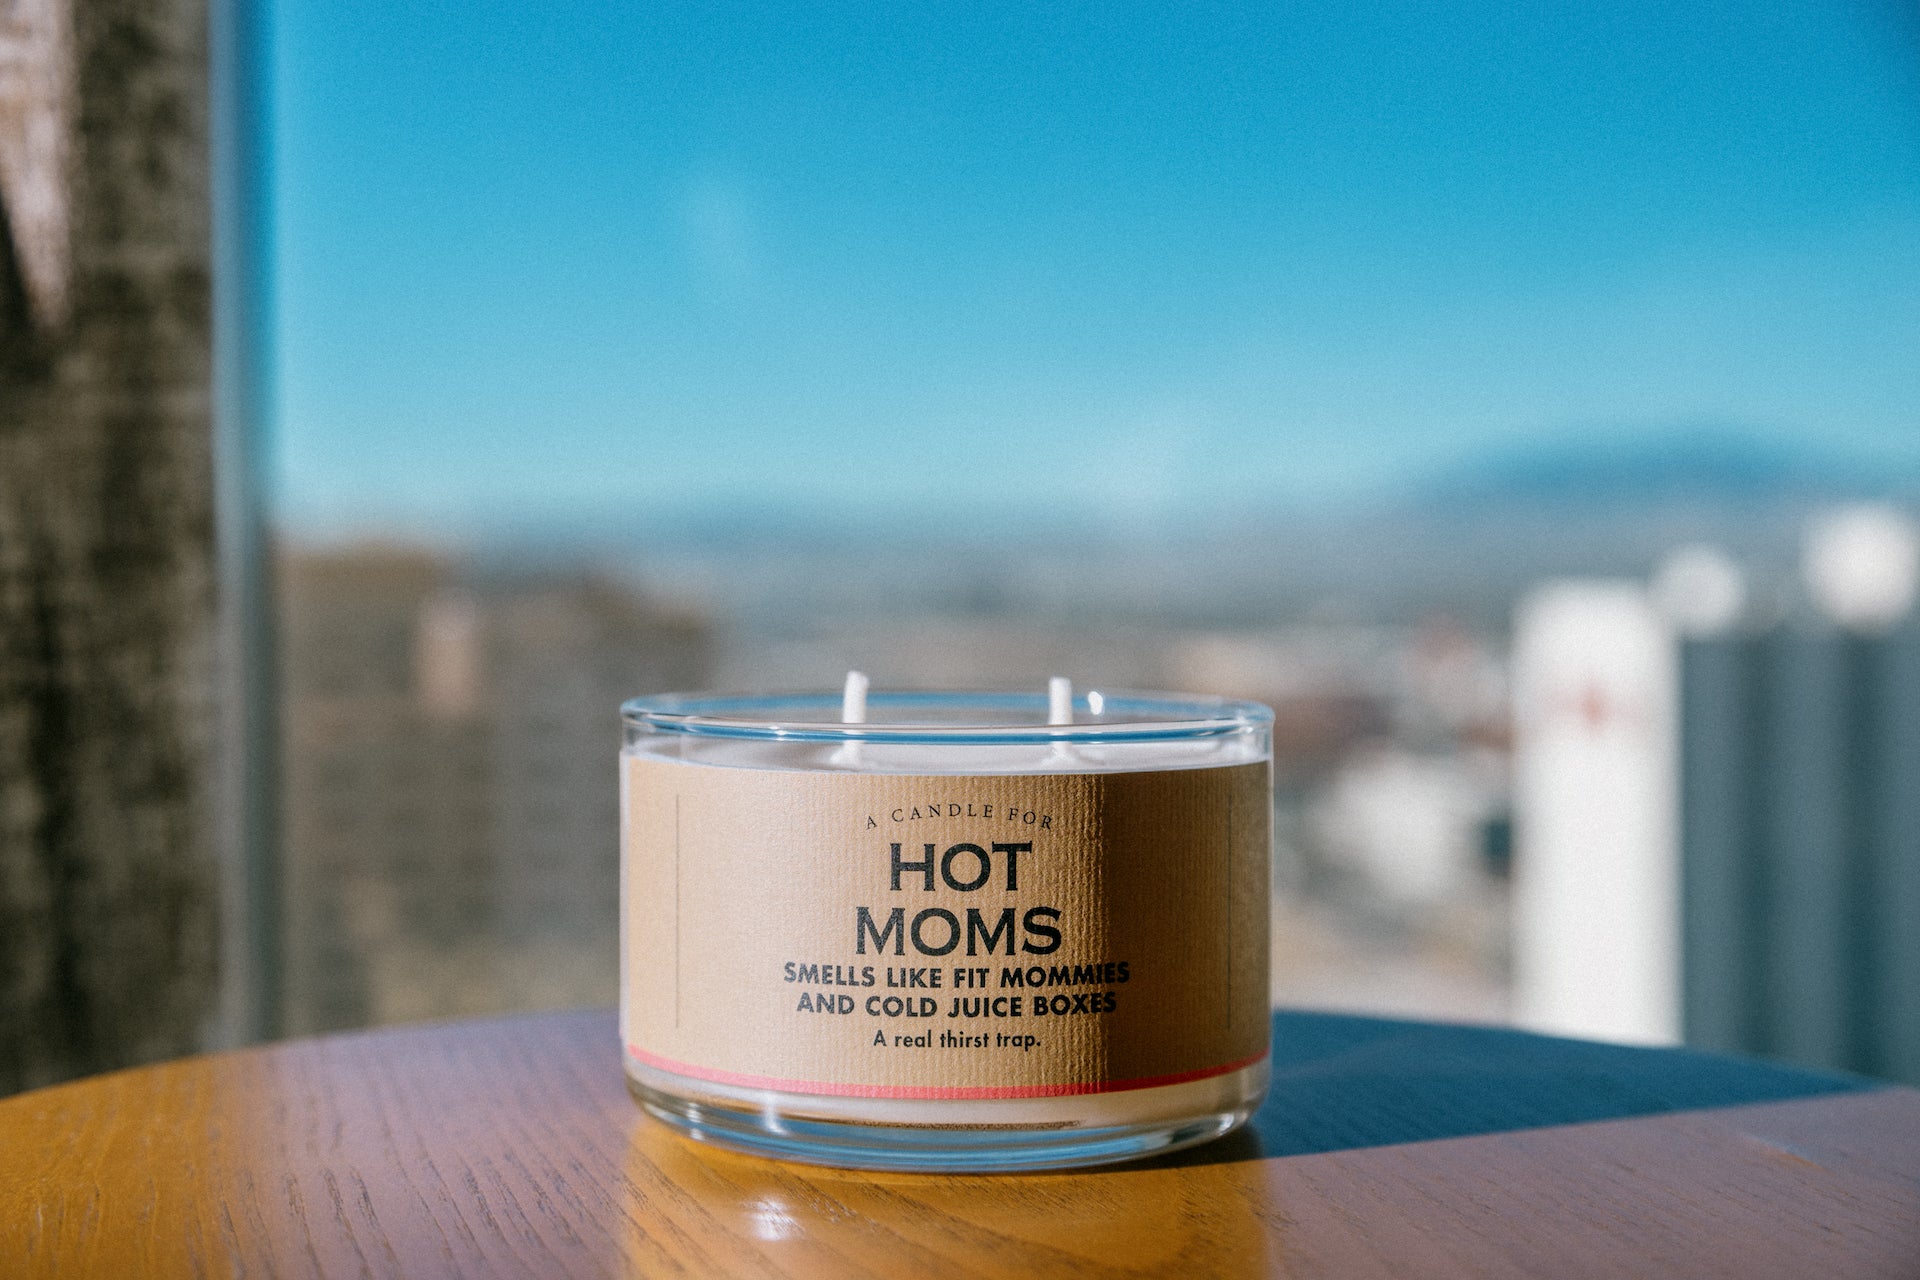 A CANDLE FOR
HOT
MOMS
SMELLS LIKE FIT MOMMIES
AND COLD JUICE BOXES
A real thirst trap.